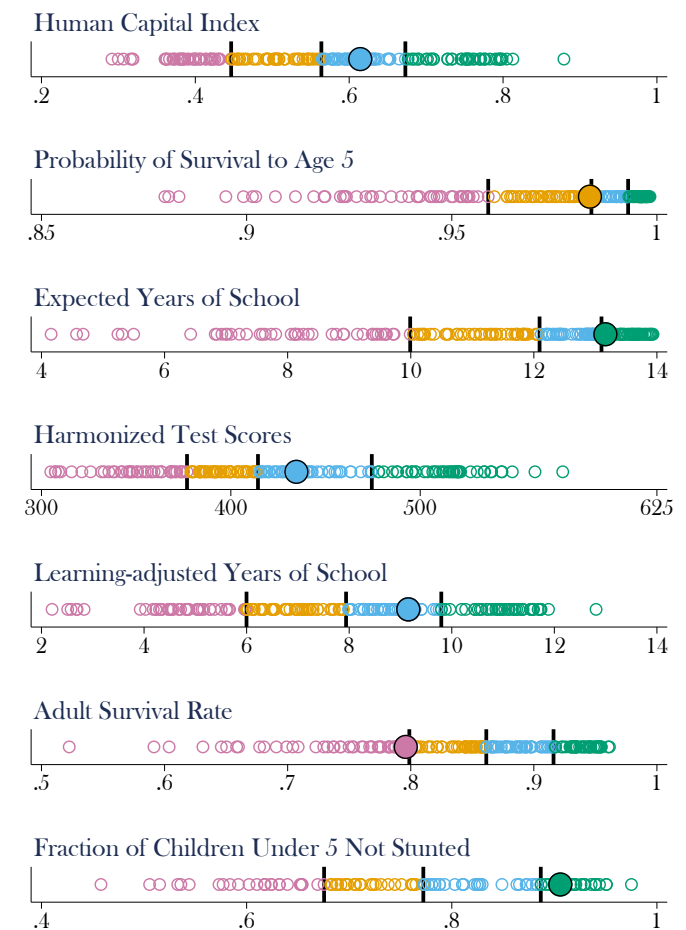 Human Capital Index
.2 .4 .6 .8 1
Probability of Survival to Age 5
.85 .9 .95 1
Expected Years of School
4 6 8 10 12 14
Harmonized Test Scores
300 400 500 625
Learning-adjusted Years of School
2 4 6 8 10 12 14
Adult Survival Rate
.5 .6 .7 .8 .9 1
Fraction of Children Under 5 Not Stunted
.4 .6 .8 1